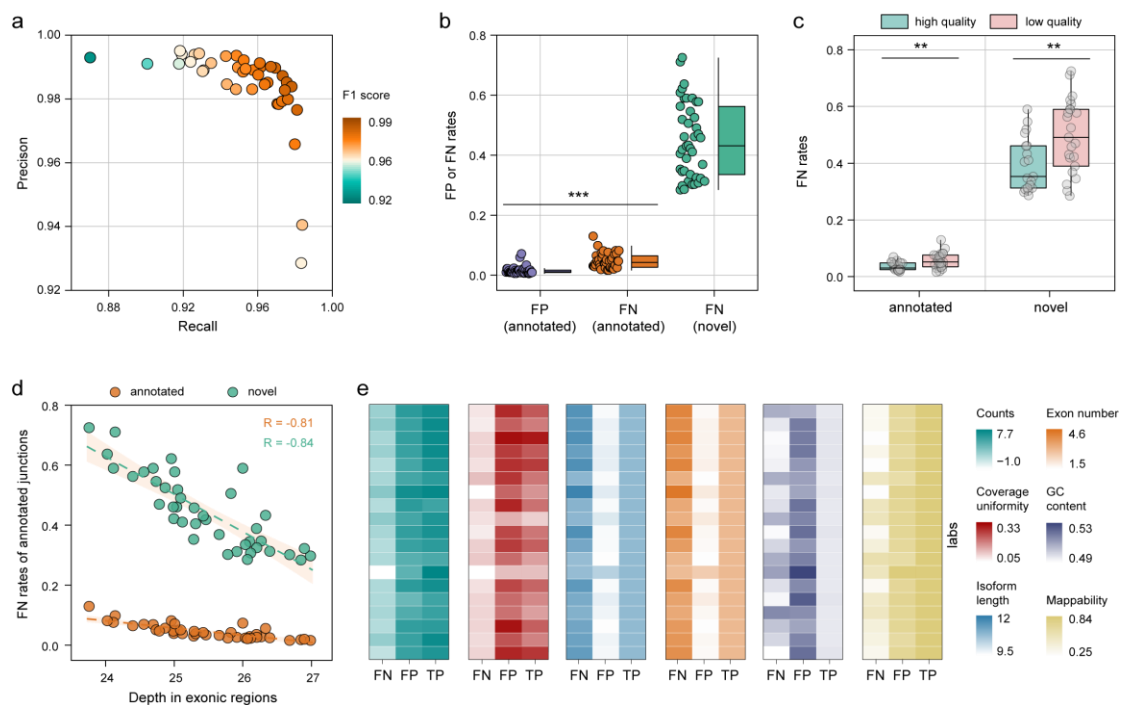 a
1.00
0.98
0.96
0.94
0.92
Precison
0.88
0.92
0.96
1.00
Recall
F1 score
0.99
0.96
0.92
b
0.8
0.6
0.4
0.2
0.0
FP or FN rates
***
FP
(annotated)
FN
(annotated)
FN
(novel)
c
high quality
low quality
0.8
0.6
0.4
0.2
0.0
FN rates
**
**
annotated
novel
d
annotated
novel
0.8
0.6
0.4
0.2
0.0
FN rates of annotated junctions
R = -0.81
R = -0.84
24
25
26
27
Depth in exonic regions
e
FN FP TP
FN FP TP
FN FP TP
FN FP TP
FN FP TP
FN FP TP
labs
Counts
7.7
−1.0
Exon number
4.6
1.5
Coverage
uniformity
0.33
0.05
GC
content
0.53
0.49
Isoform
length
12
9.5
Mappability
0.84
0.25